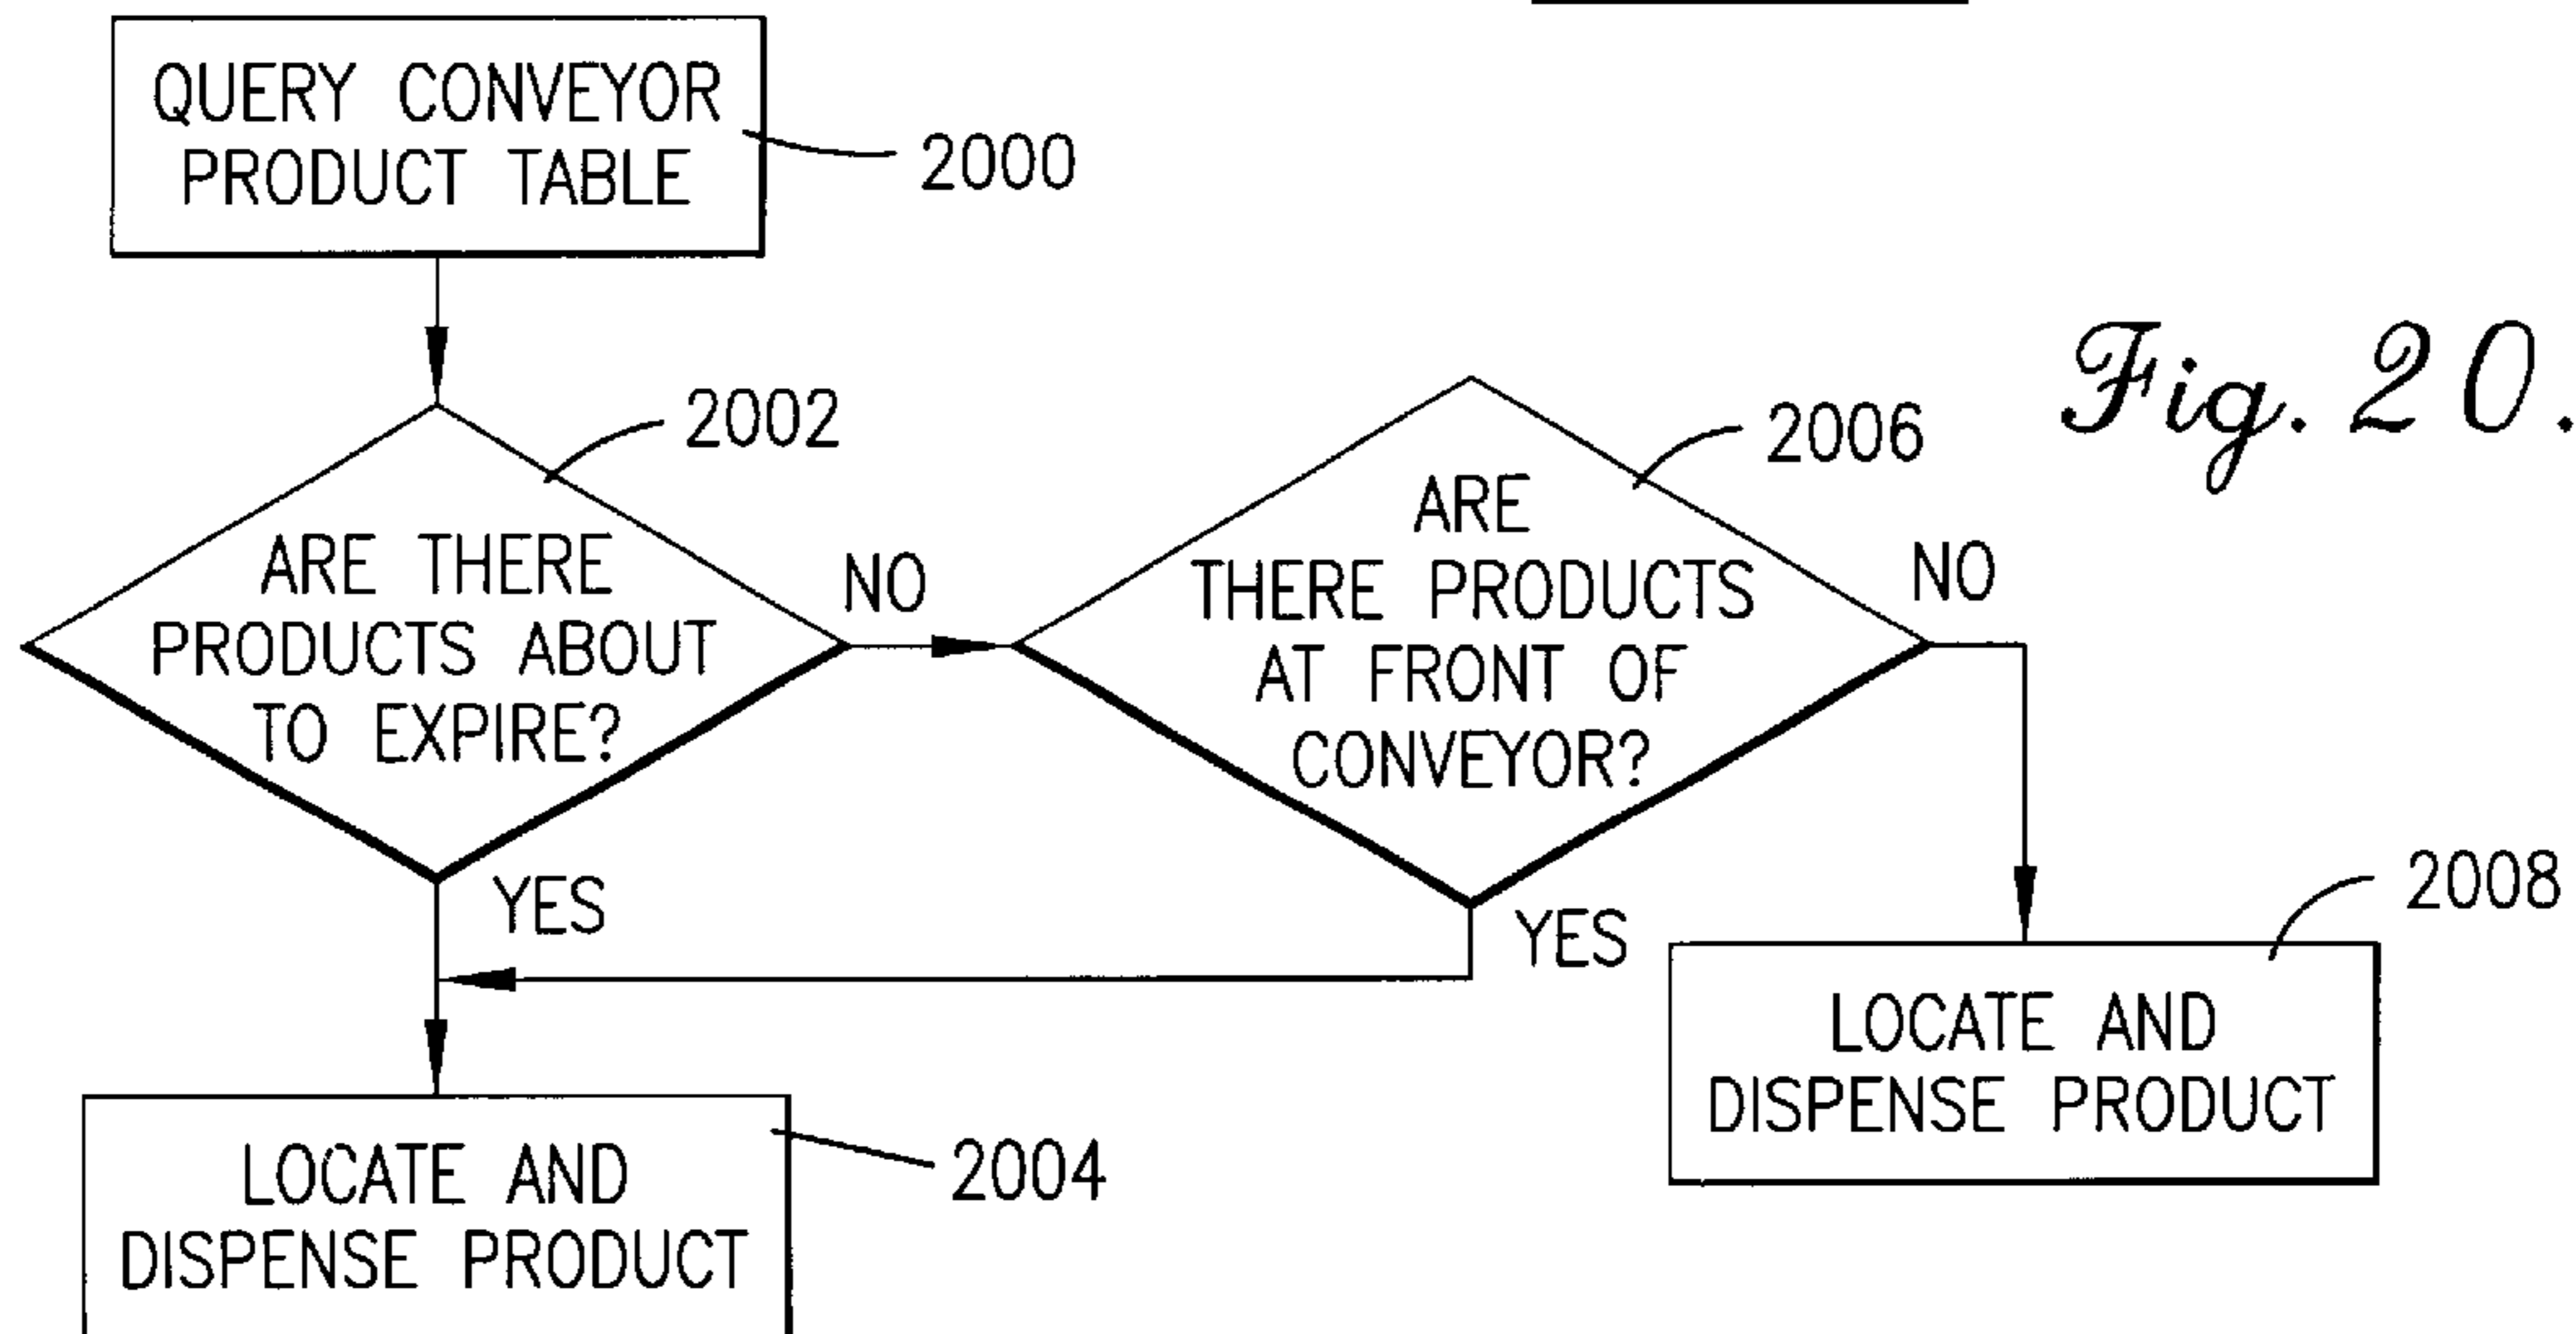 QUERY CONVEYOR
PRODUCT TABLE
2000
2002
ARE THERE
PRODUCTS ABOUT
TO EXPIRE?
NO
YES
2006
ARE
THERE PRODUCTS
AT FRONT OF
CONVEYOR?
NO
YES
Fig. 20.
2008
LOCATE AND
DISPENSE PRODUCT
LOCATE AND
DISPENSE PRODUCT
2004